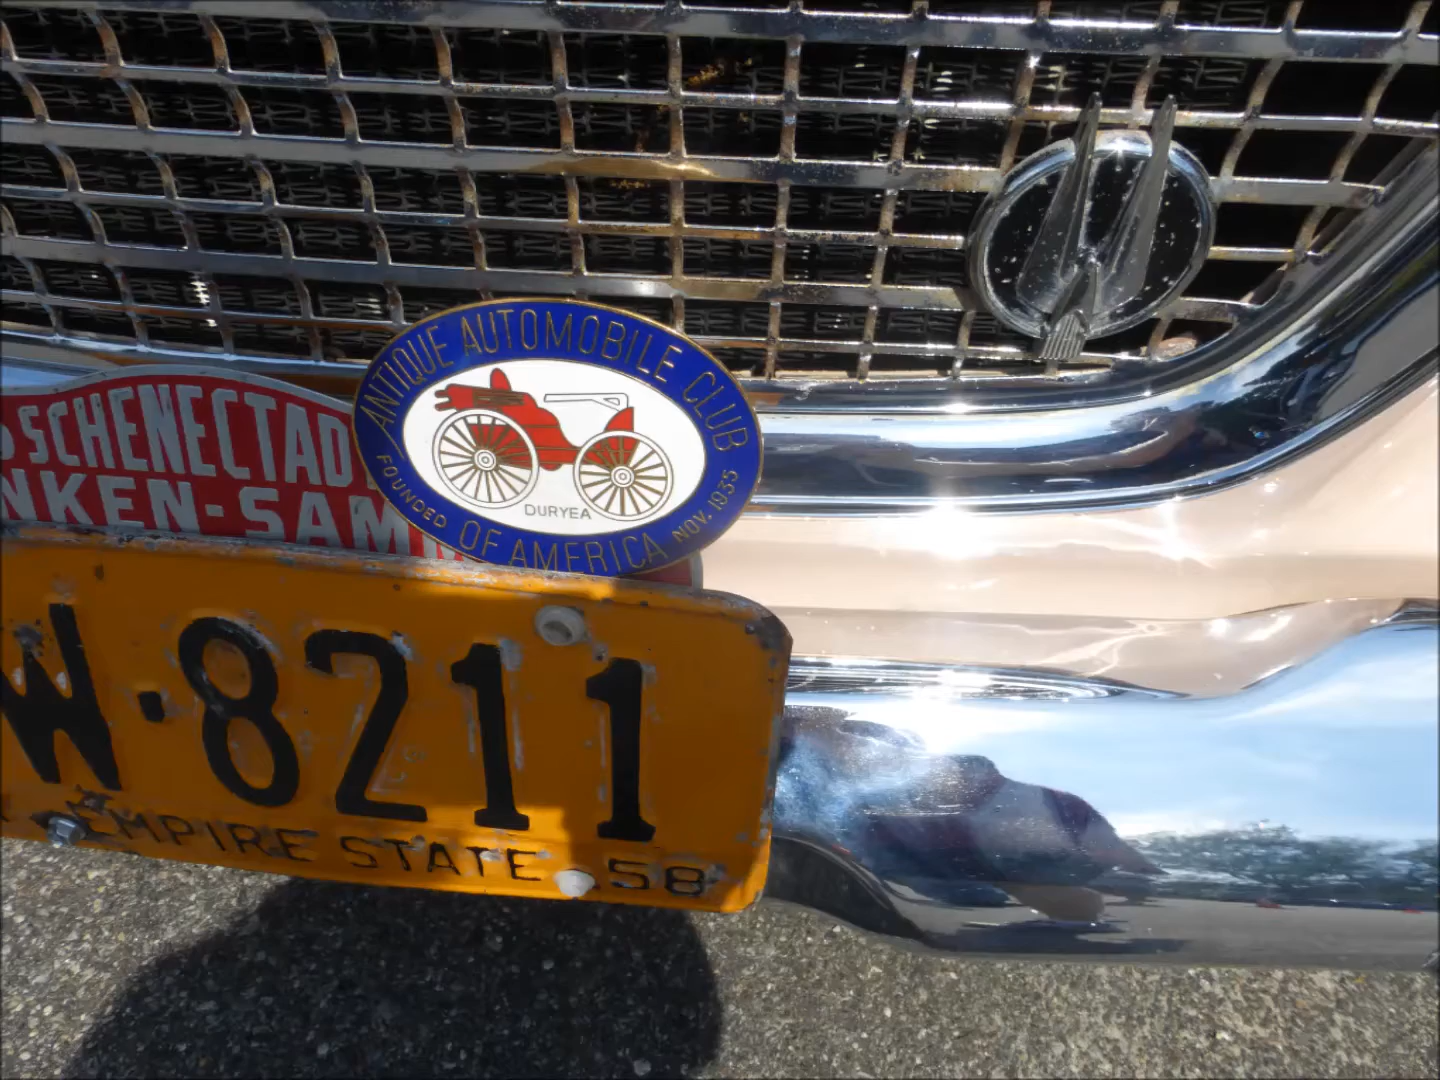 ANTIQUE AUTOMOBILE CLUB
OF AMERICA
FOUNDED
NOV. 1935
DURYEA
SCHENECTAD
NKEN-SAM
W·8211
EMPIRE STATE 58